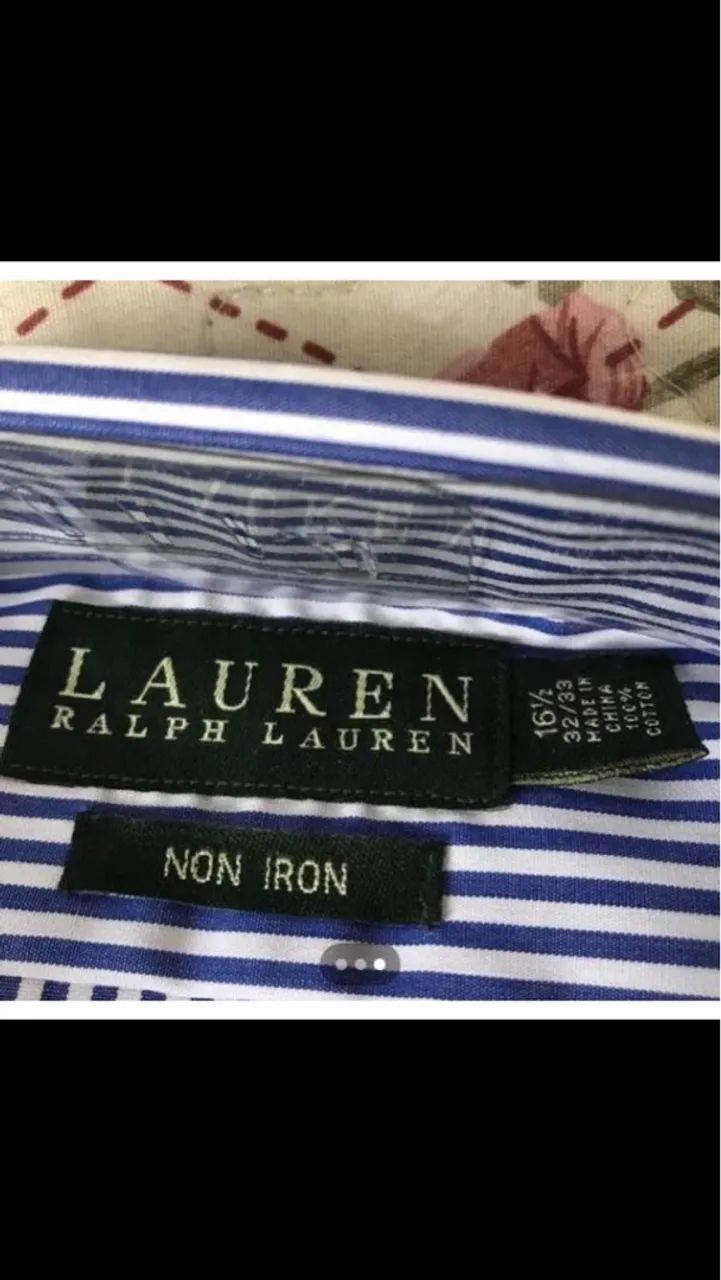 LAUREN
RALPH LAUREN
16½
32/33
MADE IN
CHINA
100%
COTTON
NON IRON